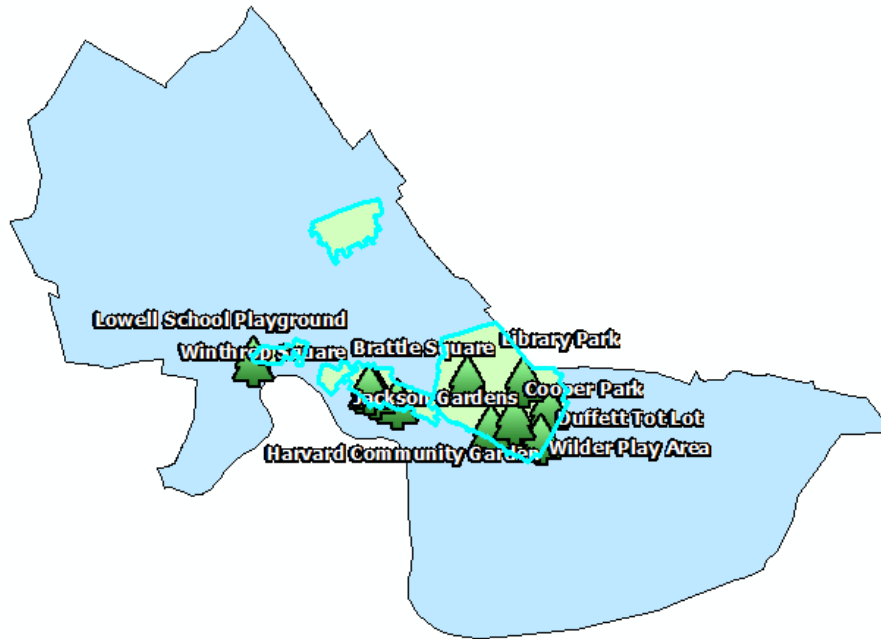 Lowell School Playground
Winthrop Square
Brattle Square
Library Park
Jackson Gardens
Cooper Park
Duffett Tot Lot
Harvard Community Garden
Wilder Play Area